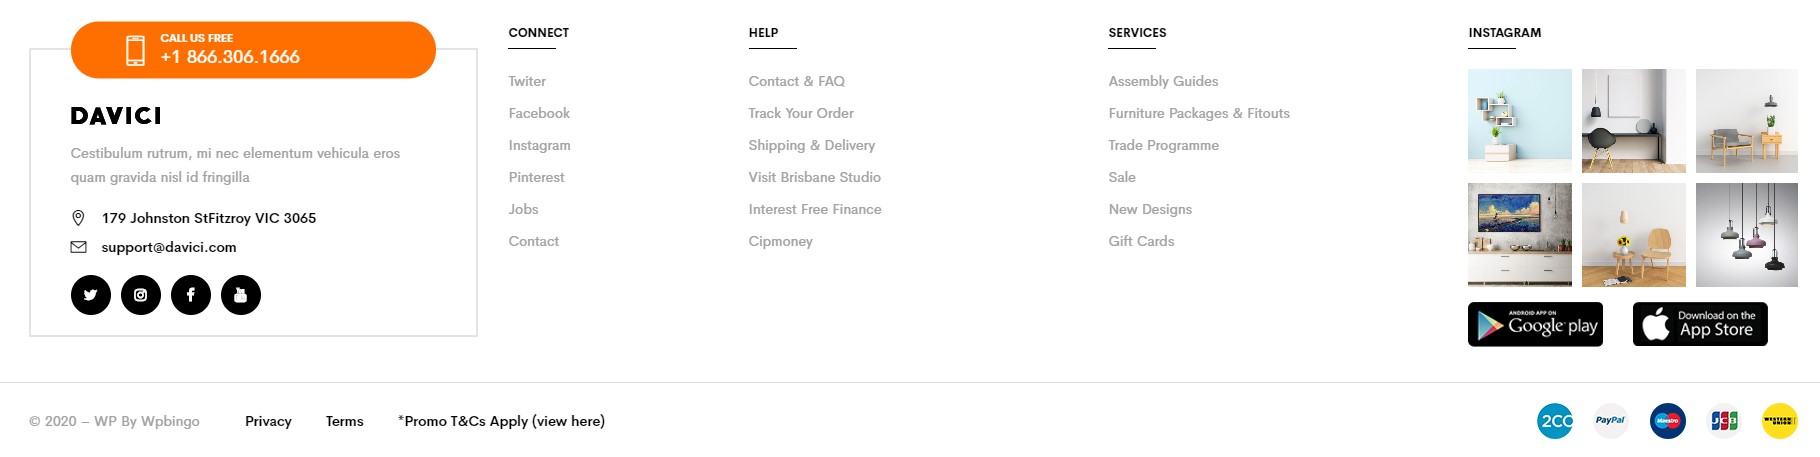 CALL US FREE
+1 866.306.1666
DAVICI
Cestibulum rutrum, mi nec elementum vehicula eros
quam gravida nisl id fringilla
179 Johnston StFitzroy VIC 3065
support@davici.com
CONNECT
Twiter
Facebook
Instagram
Pinterest
Jobs
Contact
HELP
Contact & FAQ
Track Your Order
Shipping & Delivery
Visit Brisbane Studio
Interest Free Finance
Cipmoney
SERVICES
Assembly Guides
Furniture Packages & Fitouts
Trade Programme
Sale
New Designs
Gift Cards
INSTAGRAM
ANDROID APP ON
Google play
Download on the
App Store
© 2020 – WP By Wpbingo
Privacy
Terms
*Promo T&Cs Apply (view here)
2CO
PayPal
Maestro
JCB
WESTERN
UNION